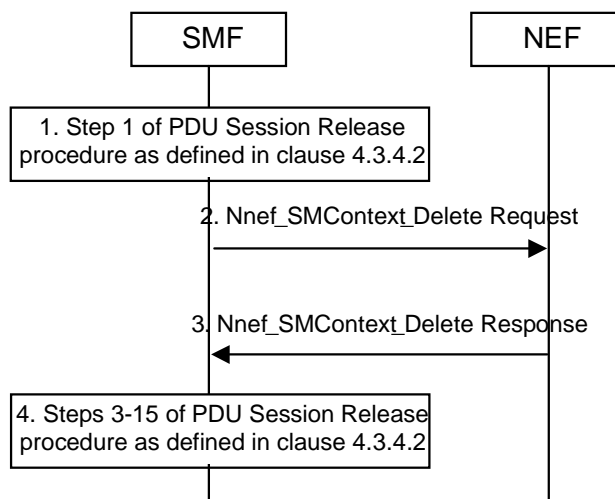 SMF
NEF
1. Step 1 of PDU Session Release
procedure as defined in clause 4.3.4.2
2. Nnef_SMContext_Delete Request
3. Nnef_SMContext_Delete Response
4. Steps 3-15 of PDU Session Release
procedure as defined in clause 4.3.4.2